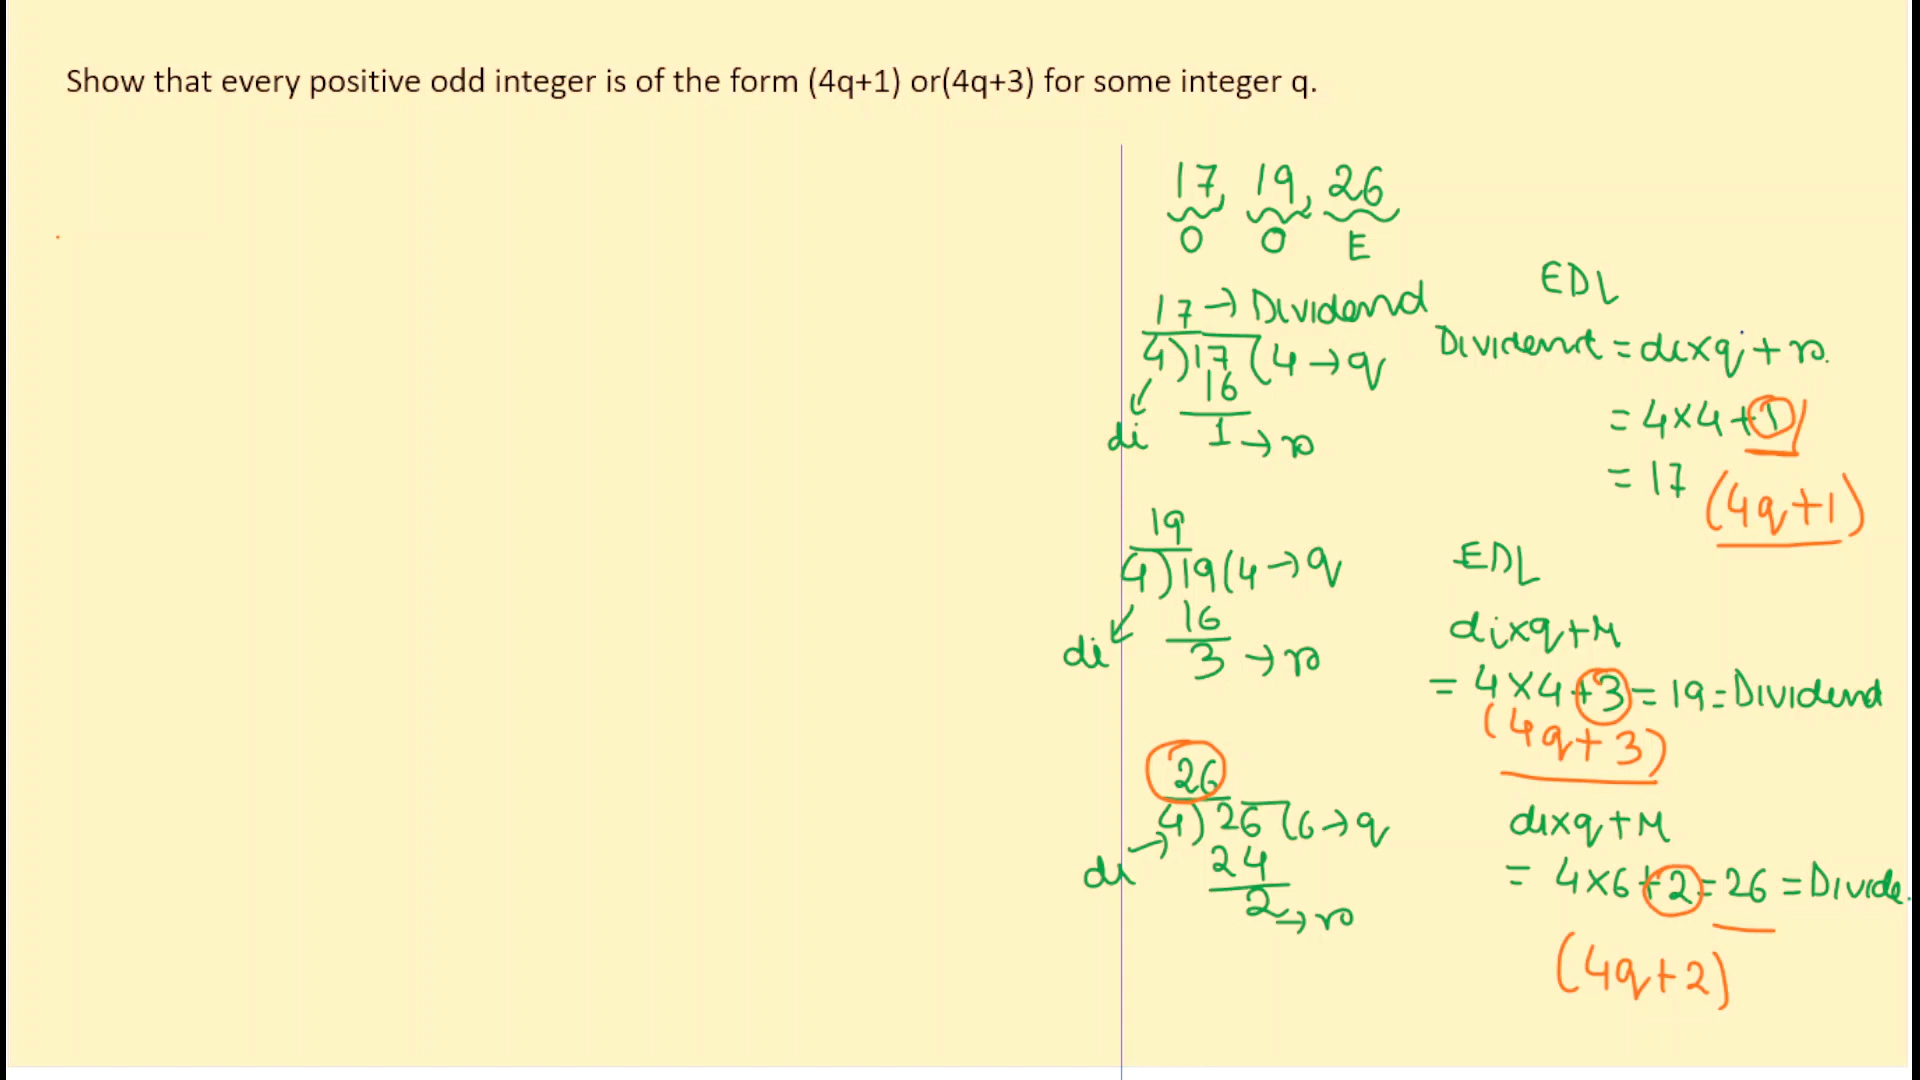 Show that every positive odd integer is of the form (4q+1) or(4q+3) for some integer q.
17, 19, 26
O O E
17 → Dividend
4)17(4 → q
16
di
1 → r
EDL
Dividend = di×q + r.
= 4×4+1
= 17 (4q+1)
19
4)19(4 → q
16
di
3 → r
EDL
di×q+r
= 4×4+3 = 19 = Dividend
(4q+3)
26
4)26(6 → q
di
24
2 → r
di×q+r
= 4×6+2 = 26 = Divide.
(4q+2)